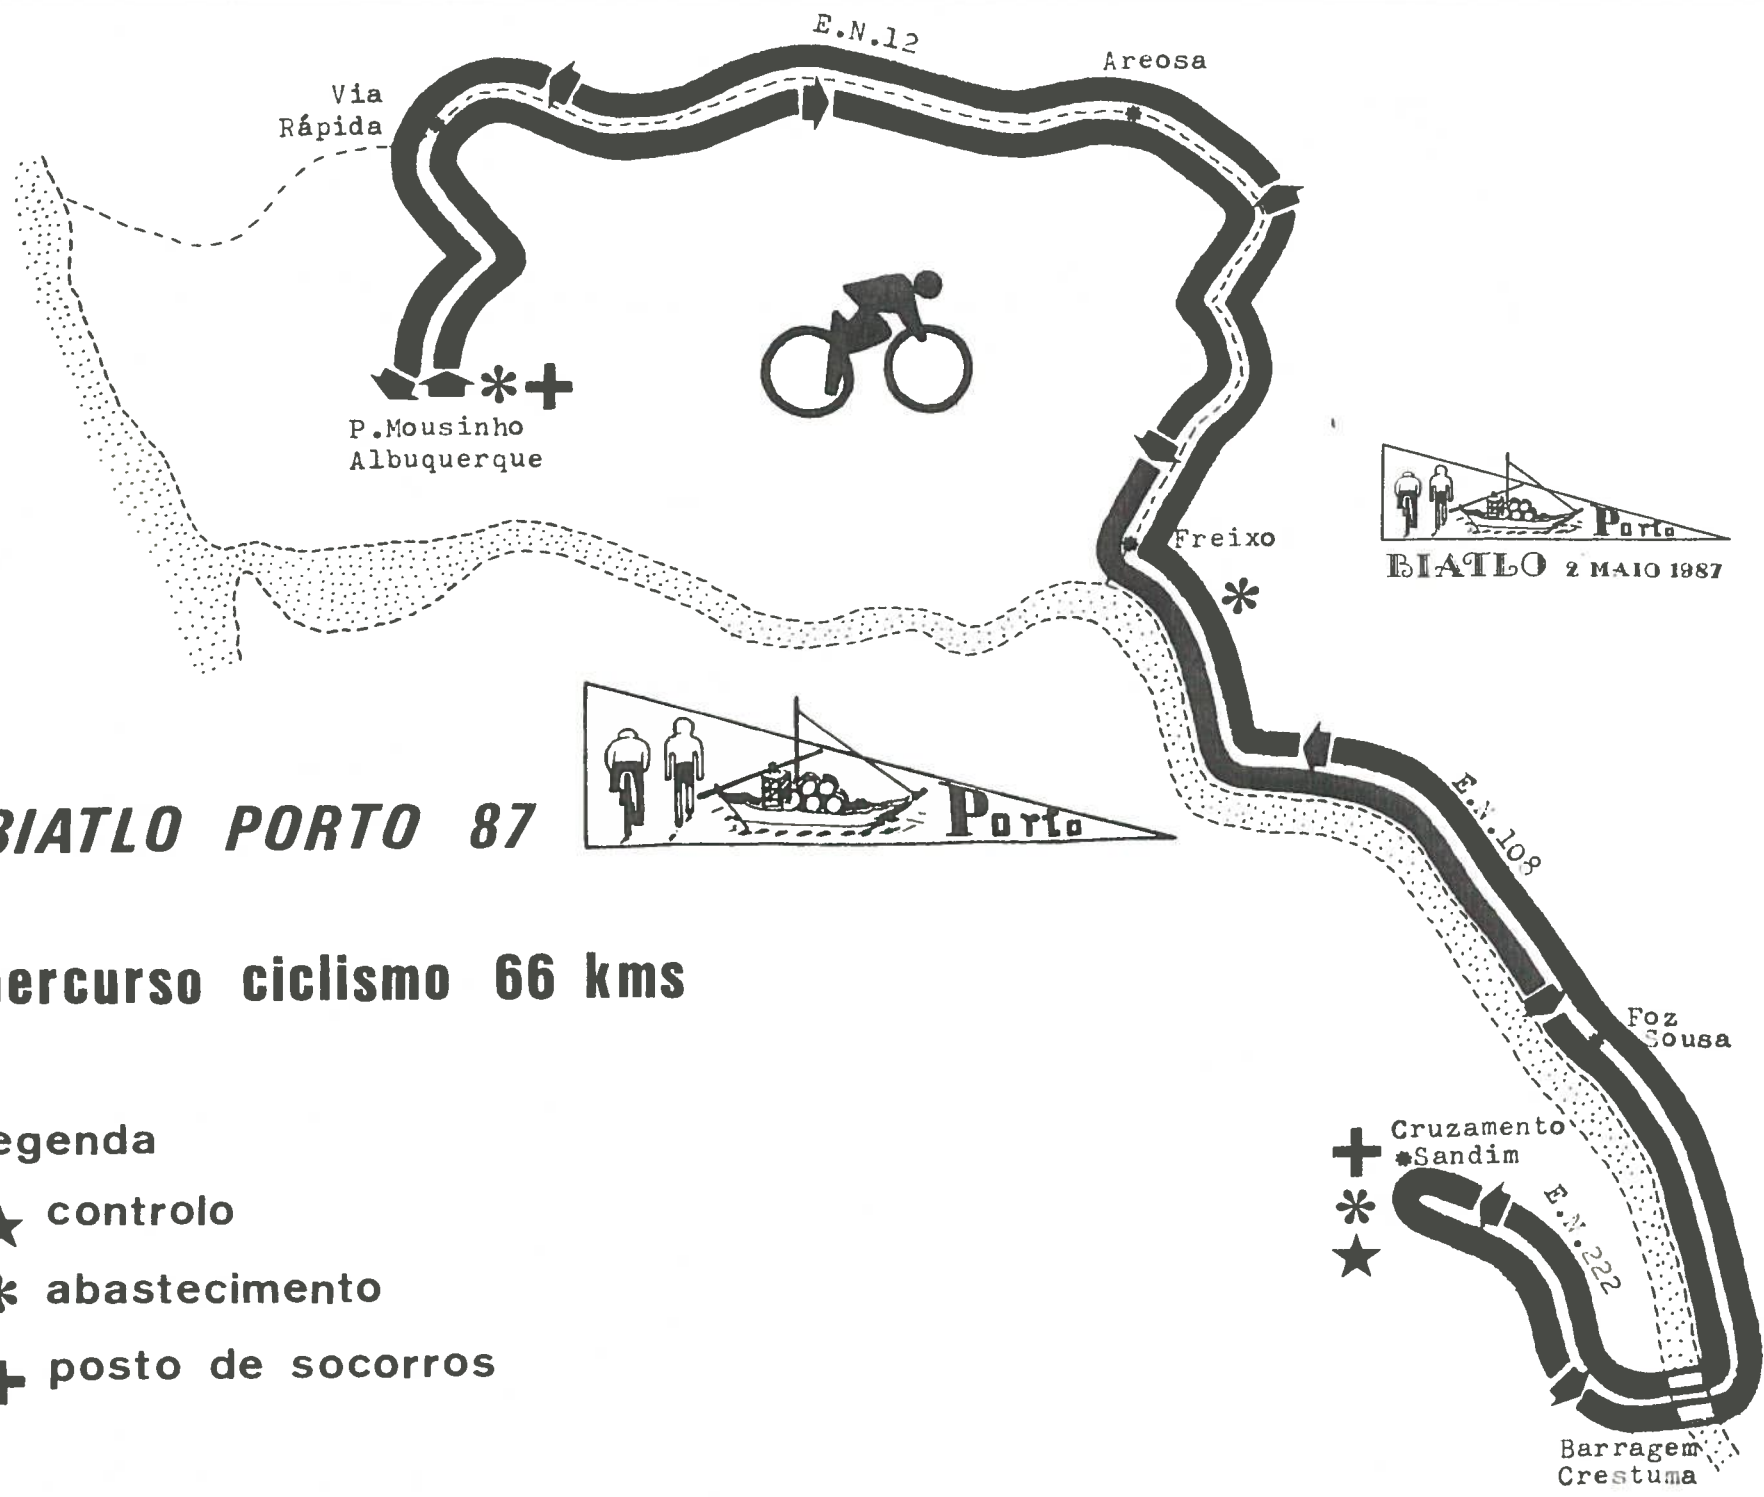 E.N.12
Areosa
Via
Rápida
P.Mousinho
Albuquerque
Freixo
Porto
BIATLO 2 MAIO 1987
Porto
BIATLO PORTO 87
E.N.108
percurso ciclismo 66 kms
Foz
Sousa
Cruzamento
Sandim
E.N.222
legenda
controlo
abastecimento
posto de socorros
Barragem
Crestuma